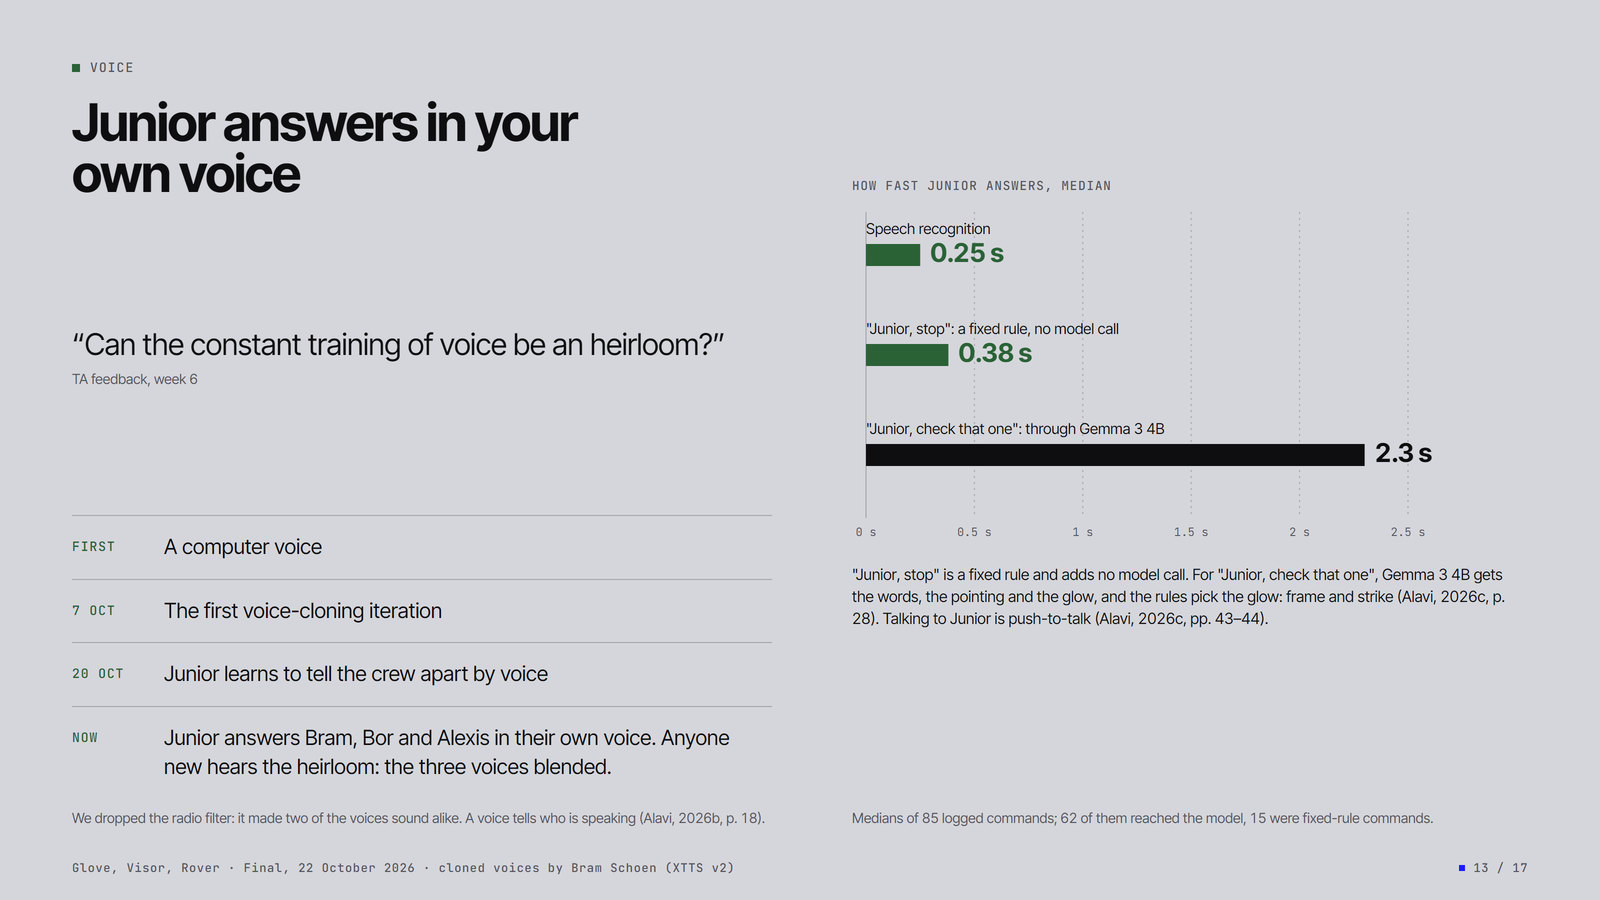 VOICE
Junior answers in your
own voice
“Can the constant training of voice be an heirloom?”
TA feedback, week 6
FIRST
A computer voice
7 OCT
The first voice-cloning iteration
20 OCT
Junior learns to tell the crew apart by voice
NOW
Junior answers Bram, Bor and Alexis in their own voice. Anyone
new hears the heirloom: the three voices blended.
We dropped the radio filter: it made two of the voices sound alike. A voice tells who is speaking (Alavi, 2026b, p. 18).
HOW FAST JUNIOR ANSWERS, MEDIAN
Speech recognition
0.25 s
"Junior, stop": a fixed rule, no model call
0.38 s
"Junior, check that one": through Gemma 3 4B
2.3 s
0 s 0.5 s 1 s 1.5 s 2 s 2.5 s
"Junior, stop" is a fixed rule and adds no model call. For "Junior, check that one", Gemma 3 4B gets
the words, the pointing and the glow, and the rules pick the glow: frame and strike (Alavi, 2026c, p.
28). Talking to Junior is push-to-talk (Alavi, 2026c, pp. 43–44).
Medians of 85 logged commands; 62 of them reached the model, 15 were fixed-rule commands.
Glove, Visor, Rover · Final, 22 October 2026 · cloned voices by Bram Schoen (XTTS v2)
13 / 17